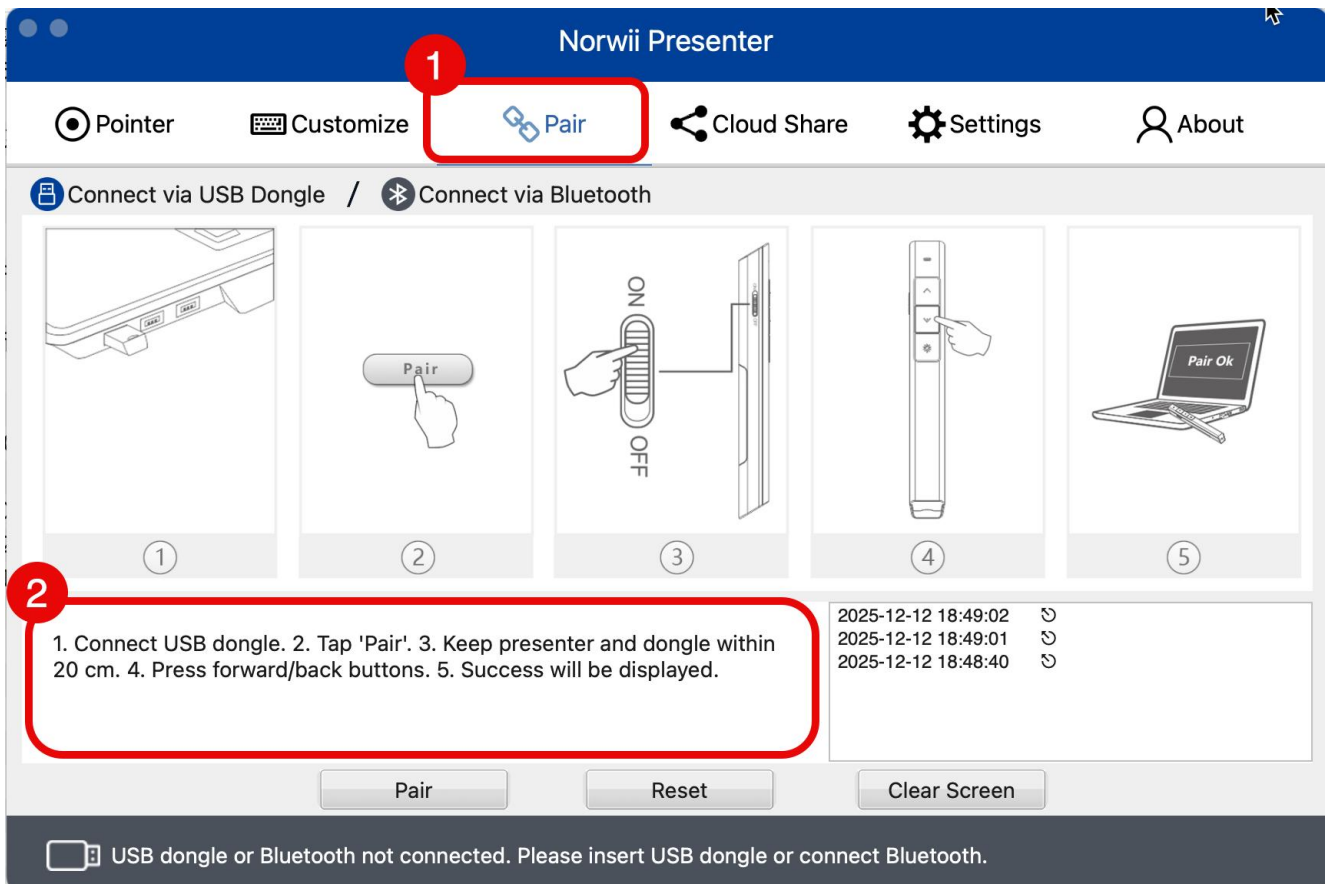 Norwii Presenter
1
Pointer
Customize
Pair
Cloud Share
Settings
About
Connect via USB Dongle / Connect via Bluetooth
Pair
ON
OFF
Pair Ok
1
2
3
4
5
2
1. Connect USB dongle. 2. Tap 'Pair'. 3. Keep presenter and dongle within
20 cm. 4. Press forward/back buttons. 5. Success will be displayed.
2025-12-12 18:49:02
2025-12-12 18:49:01
2025-12-12 18:48:40
Pair
Reset
Clear Screen
USB dongle or Bluetooth not connected. Please insert USB dongle or connect Bluetooth.